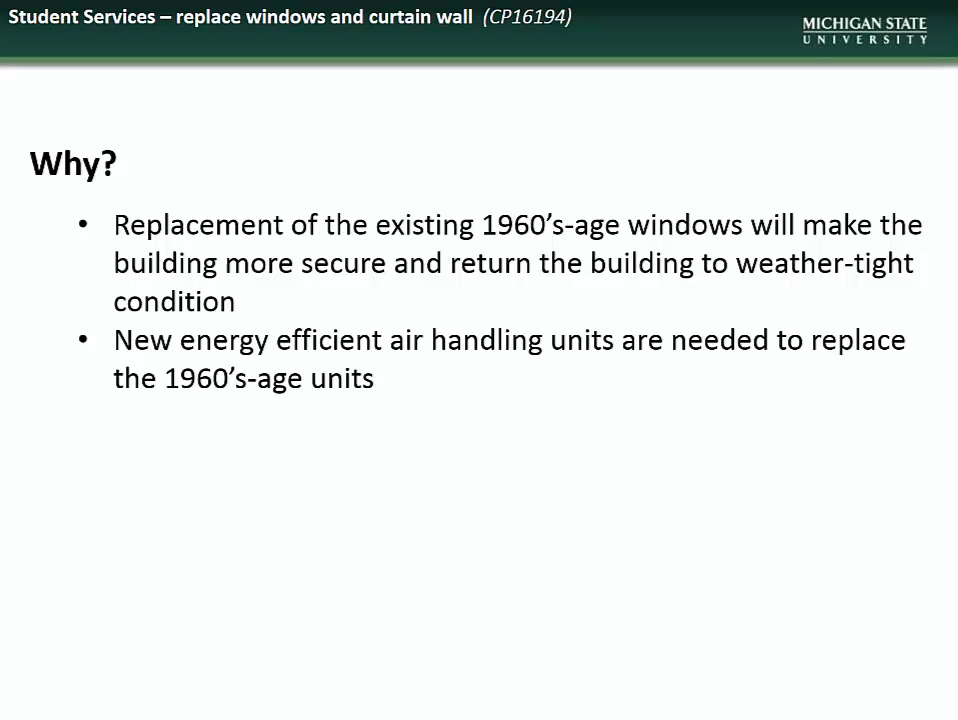 Student Services – replace windows and curtain wall (CP16194)
MICHIGAN STATE
UNIVERSITY
Why?
• Replacement of the existing 1960’s-age windows will make the
building more secure and return the building to weather-tight
condition
• New energy efficient air handling units are needed to replace
the 1960’s-age units